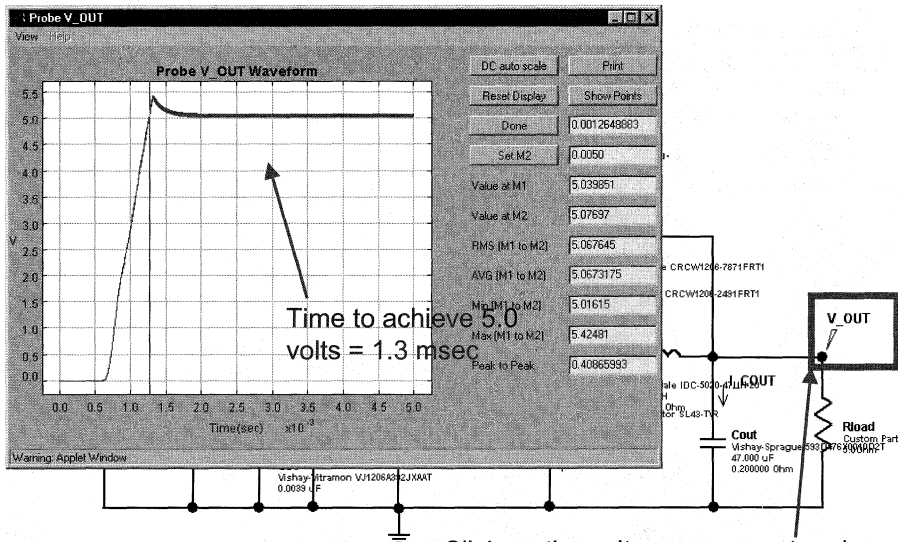 Probe V_OUT
View Help
Probe V_OUT Waveform
DC auto scale
Print
Reset Display
Show Points
Done
0.0012648883
Set M2
0.0050
Value at M1
5.039851
Value at M2
5.07697
RMS (M1 to M2)
5.067645
AVG (M1 to M2)
5.0673175
Min (M1 to M2)
5.01615
Max (M1 to M2)
5.42481
Peak to Peak
0.40865993
5.5
5.0
4.5
4.0
3.5
3.0
V
2.5
2.0
1.5
1.0
0.5
0.0
0.0 0.5 1.0 1.5 2.0 2.5 3.0 3.5 4.0 4.5 5.0
Time(sec) x10^-3
Time to achieve 5.0
volts = 1.3 msec
Warning: Applet Window
CRCW1206-7871FRT1
CRCW1206-2491FRT1
V_OUT
I_COUT
Ohm
SL43-TR
Cout
Vishay-Sprague
47.000 uF
0.200000 Ohm
Rload
Custom Part
Vishay-Vitramon VJ1206A392JXAAT
0.0039 uF